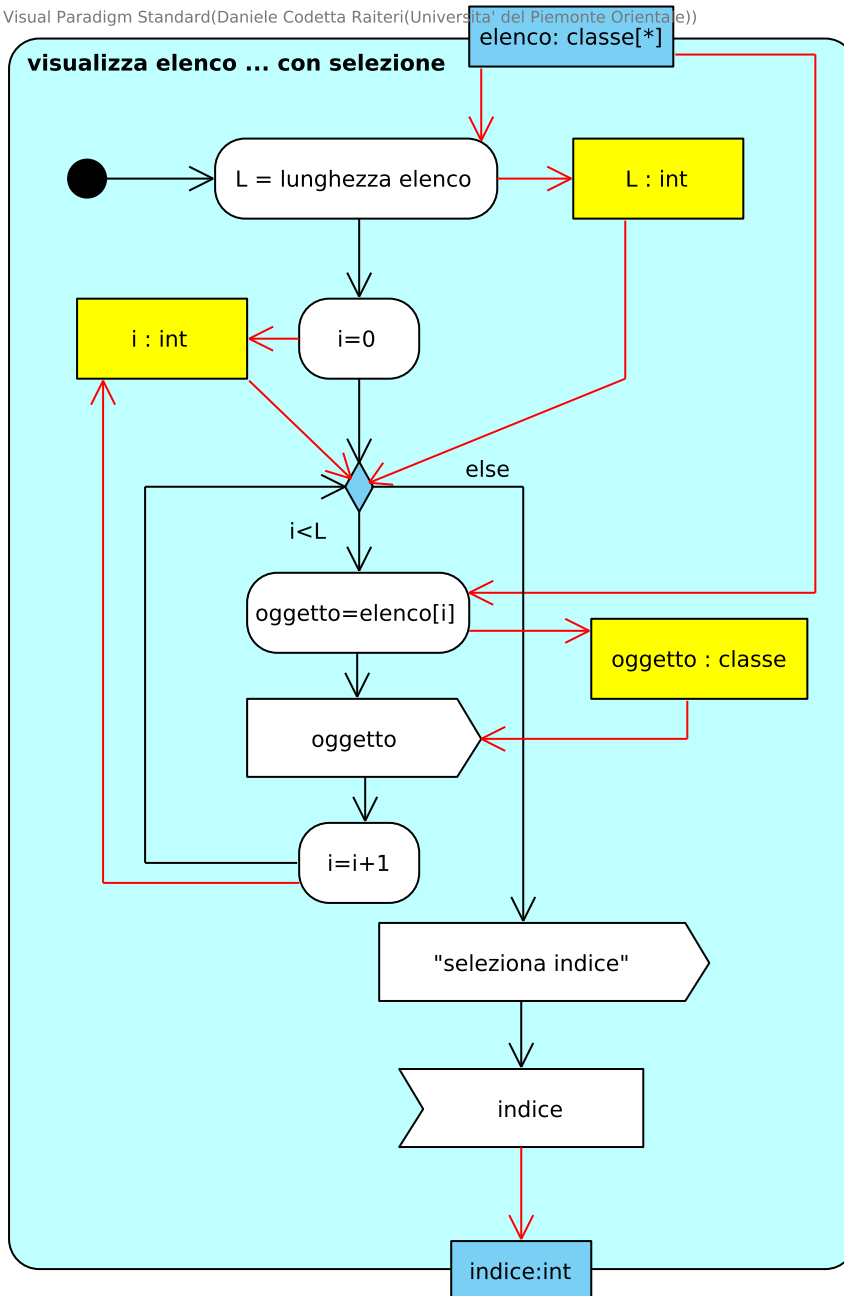 Visual Paradigm Standard(Daniele Codetta Raiteri(Universita' del Piemonte Orientale))
elenco: classe[*]
visualizza elenco ... con selezione
L = lunghezza elenco
L : int
i : int
i=0
else
i<L
oggetto=elenco[i]
oggetto : classe
oggetto
i=i+1
"seleziona indice"
indice
indice:int